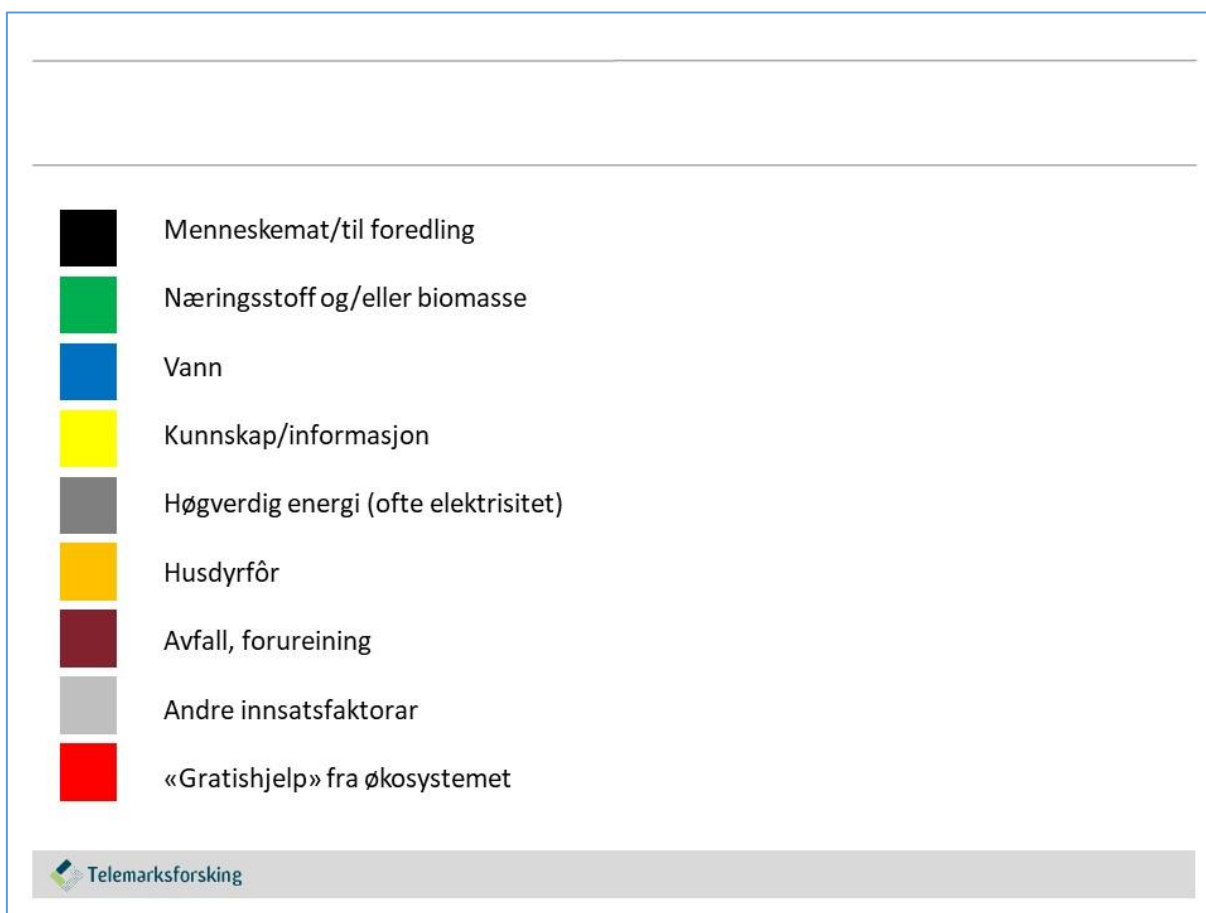 Menneskemat/til foredling
Næringsstoff og/eller biomasse
Vann
Kunnskap/informasjon
Høgverdig energi (ofte elektrisitet)
Husdyrfôr
Avfall, forureining
Andre innsatsfaktorar
«Gratishjelp» fra økosystemet
Telemarksforsking